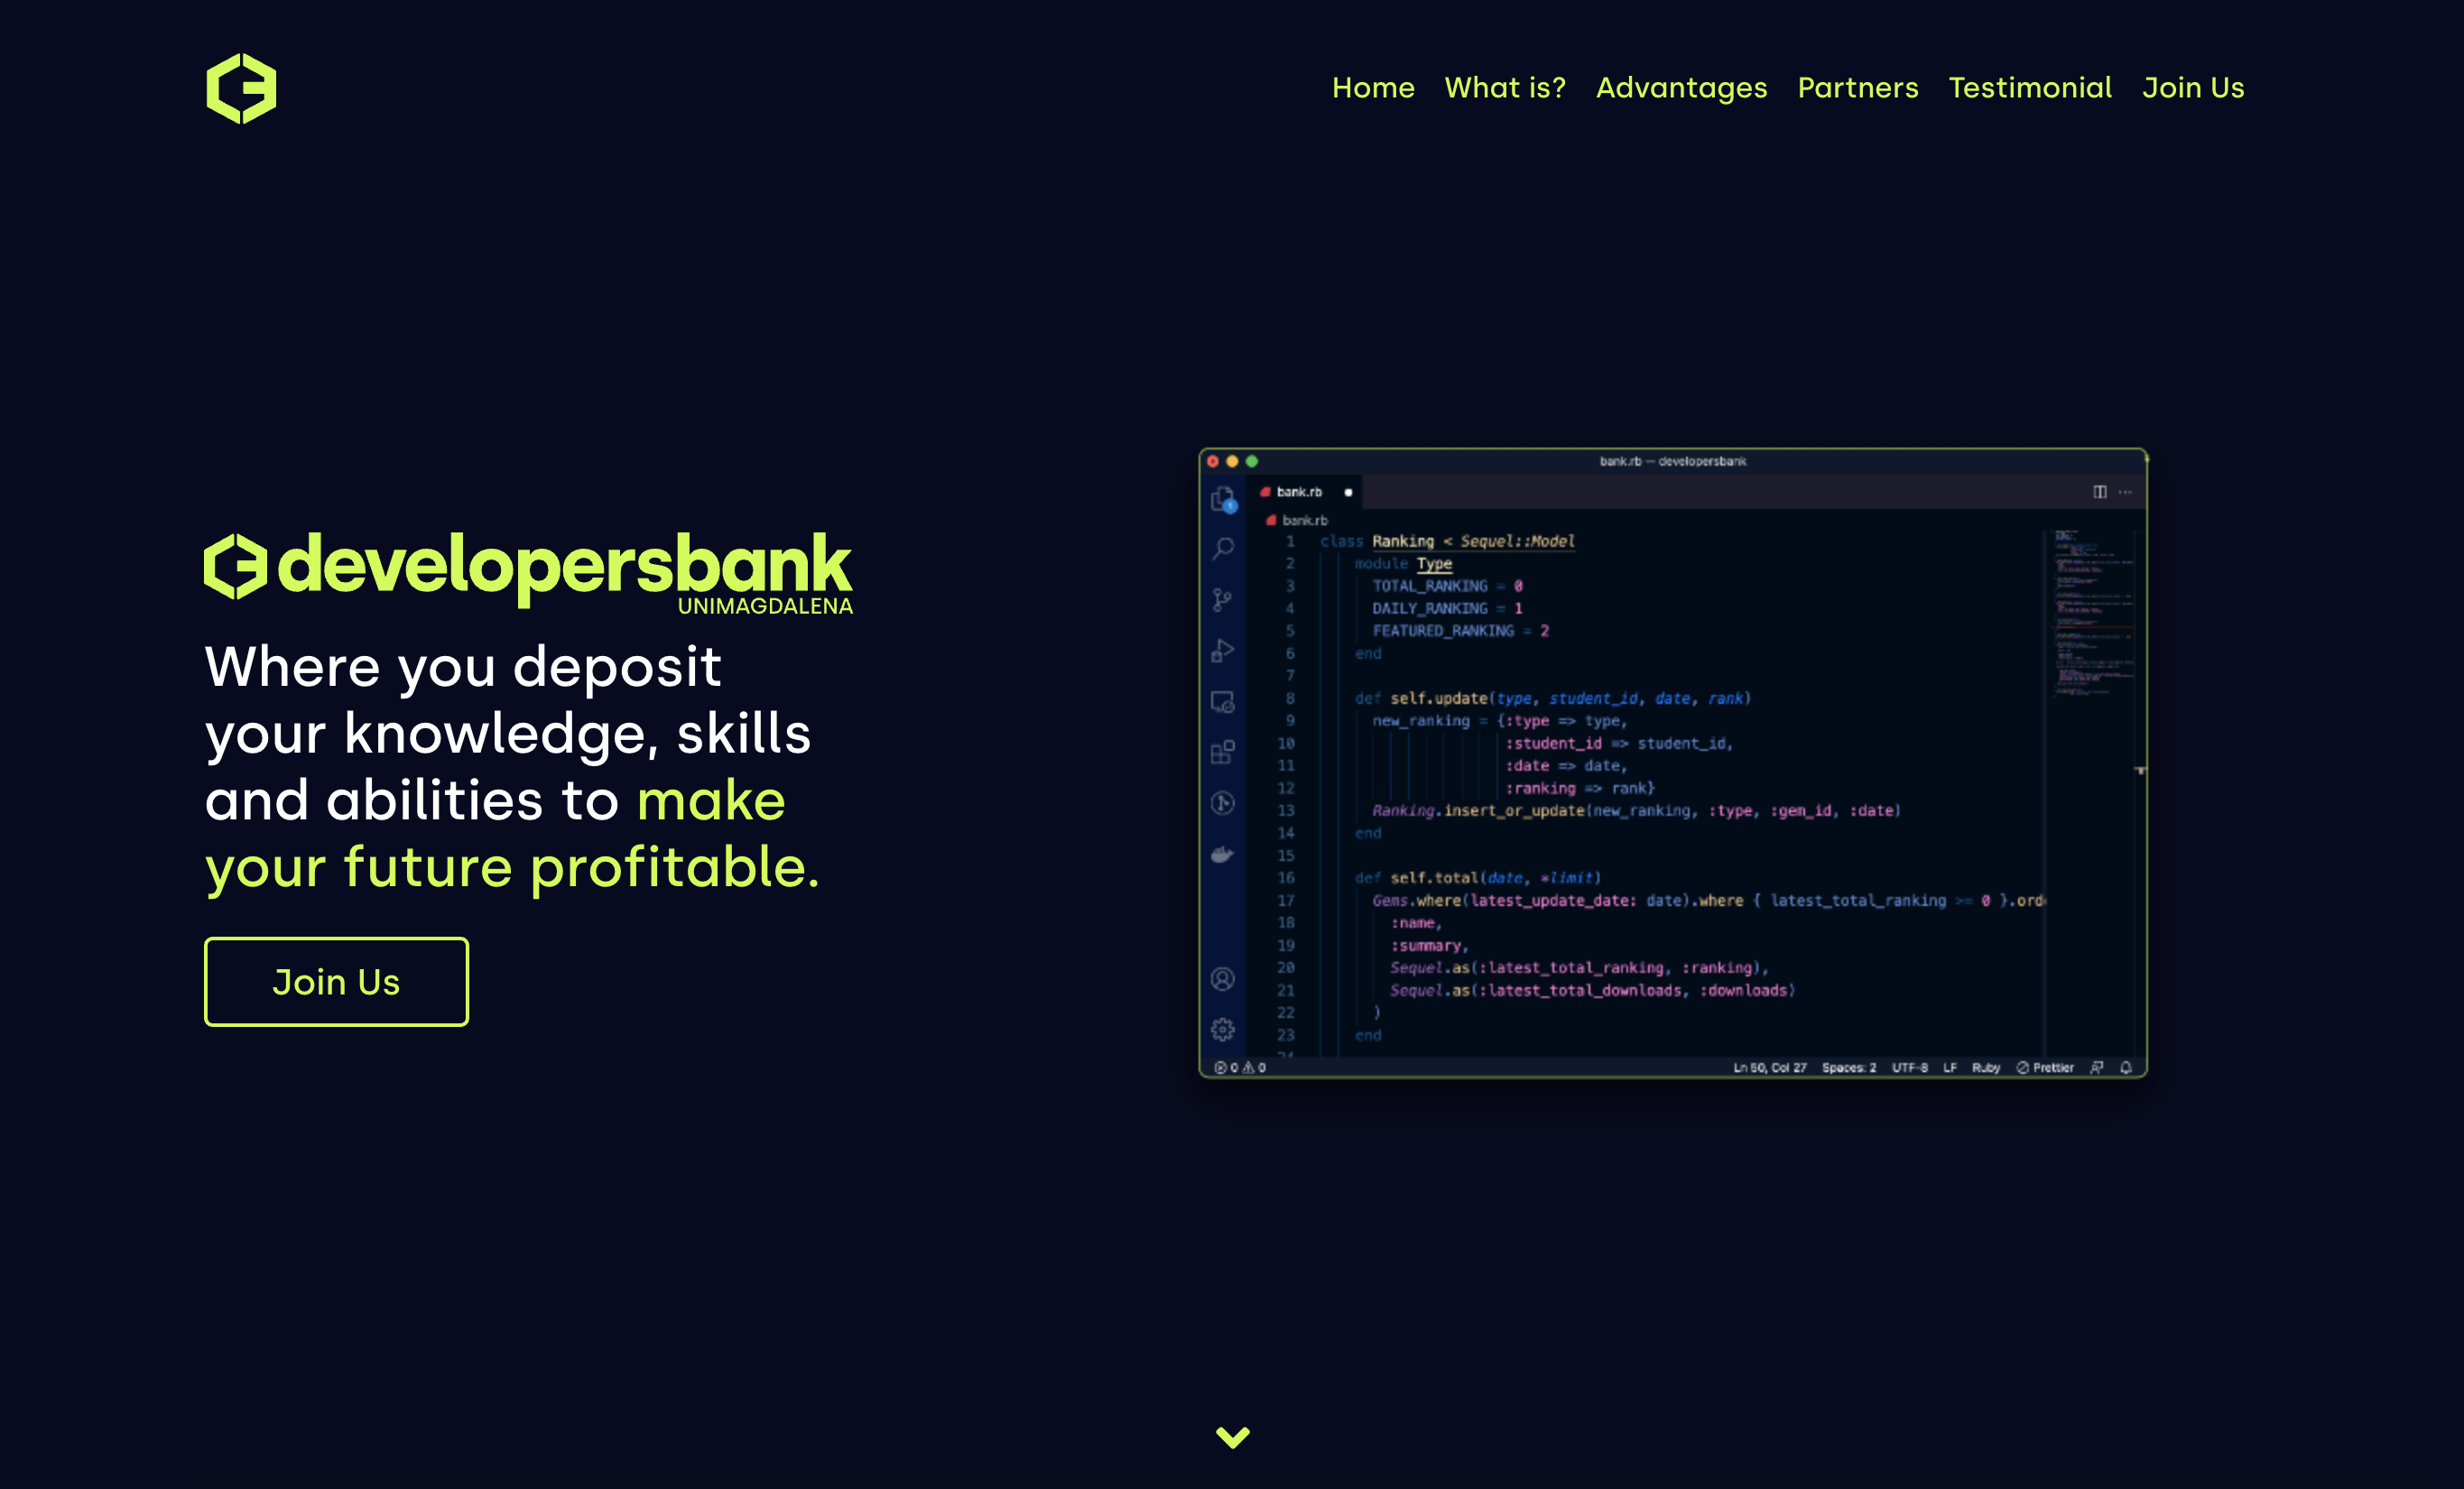 Home What is? Advantages Partners Testimonial Join Us
developersbank
UNIMAGDALENA
Where you deposit
your knowledge, skills
and abilities to make
your future profitable.
Join Us
bank.rb — developersbank
bank.rb
bank.rb
1 class Ranking < Sequel::Model
2 module Type
3 TOTAL_RANKING = 0
4 DAILY_RANKING = 1
5 FEATURED_RANKING = 2
6 end
7
8 def self.update(type, student_id, date, rank)
9 new_ranking = {:type => type,
10 :student_id => student_id,
11 :date => date,
12 :ranking => rank}
13 Ranking.insert_or_update(new_ranking, :type, :gem_id, :date)
14 end
15
16 def self.total(date, *limit)
17 Gems.where(latest_update_date: date).where { latest_total_ranking >= 0 }.ord
18 :name,
19 :summary,
20 Sequel.as(:latest_total_ranking, :ranking),
21 Sequel.as(:latest_total_downloads, :downloads)
22 )
23 end
0 0 Ln 50, Col 27 Spaces: 2 UTF-8 LF Ruby Prettier